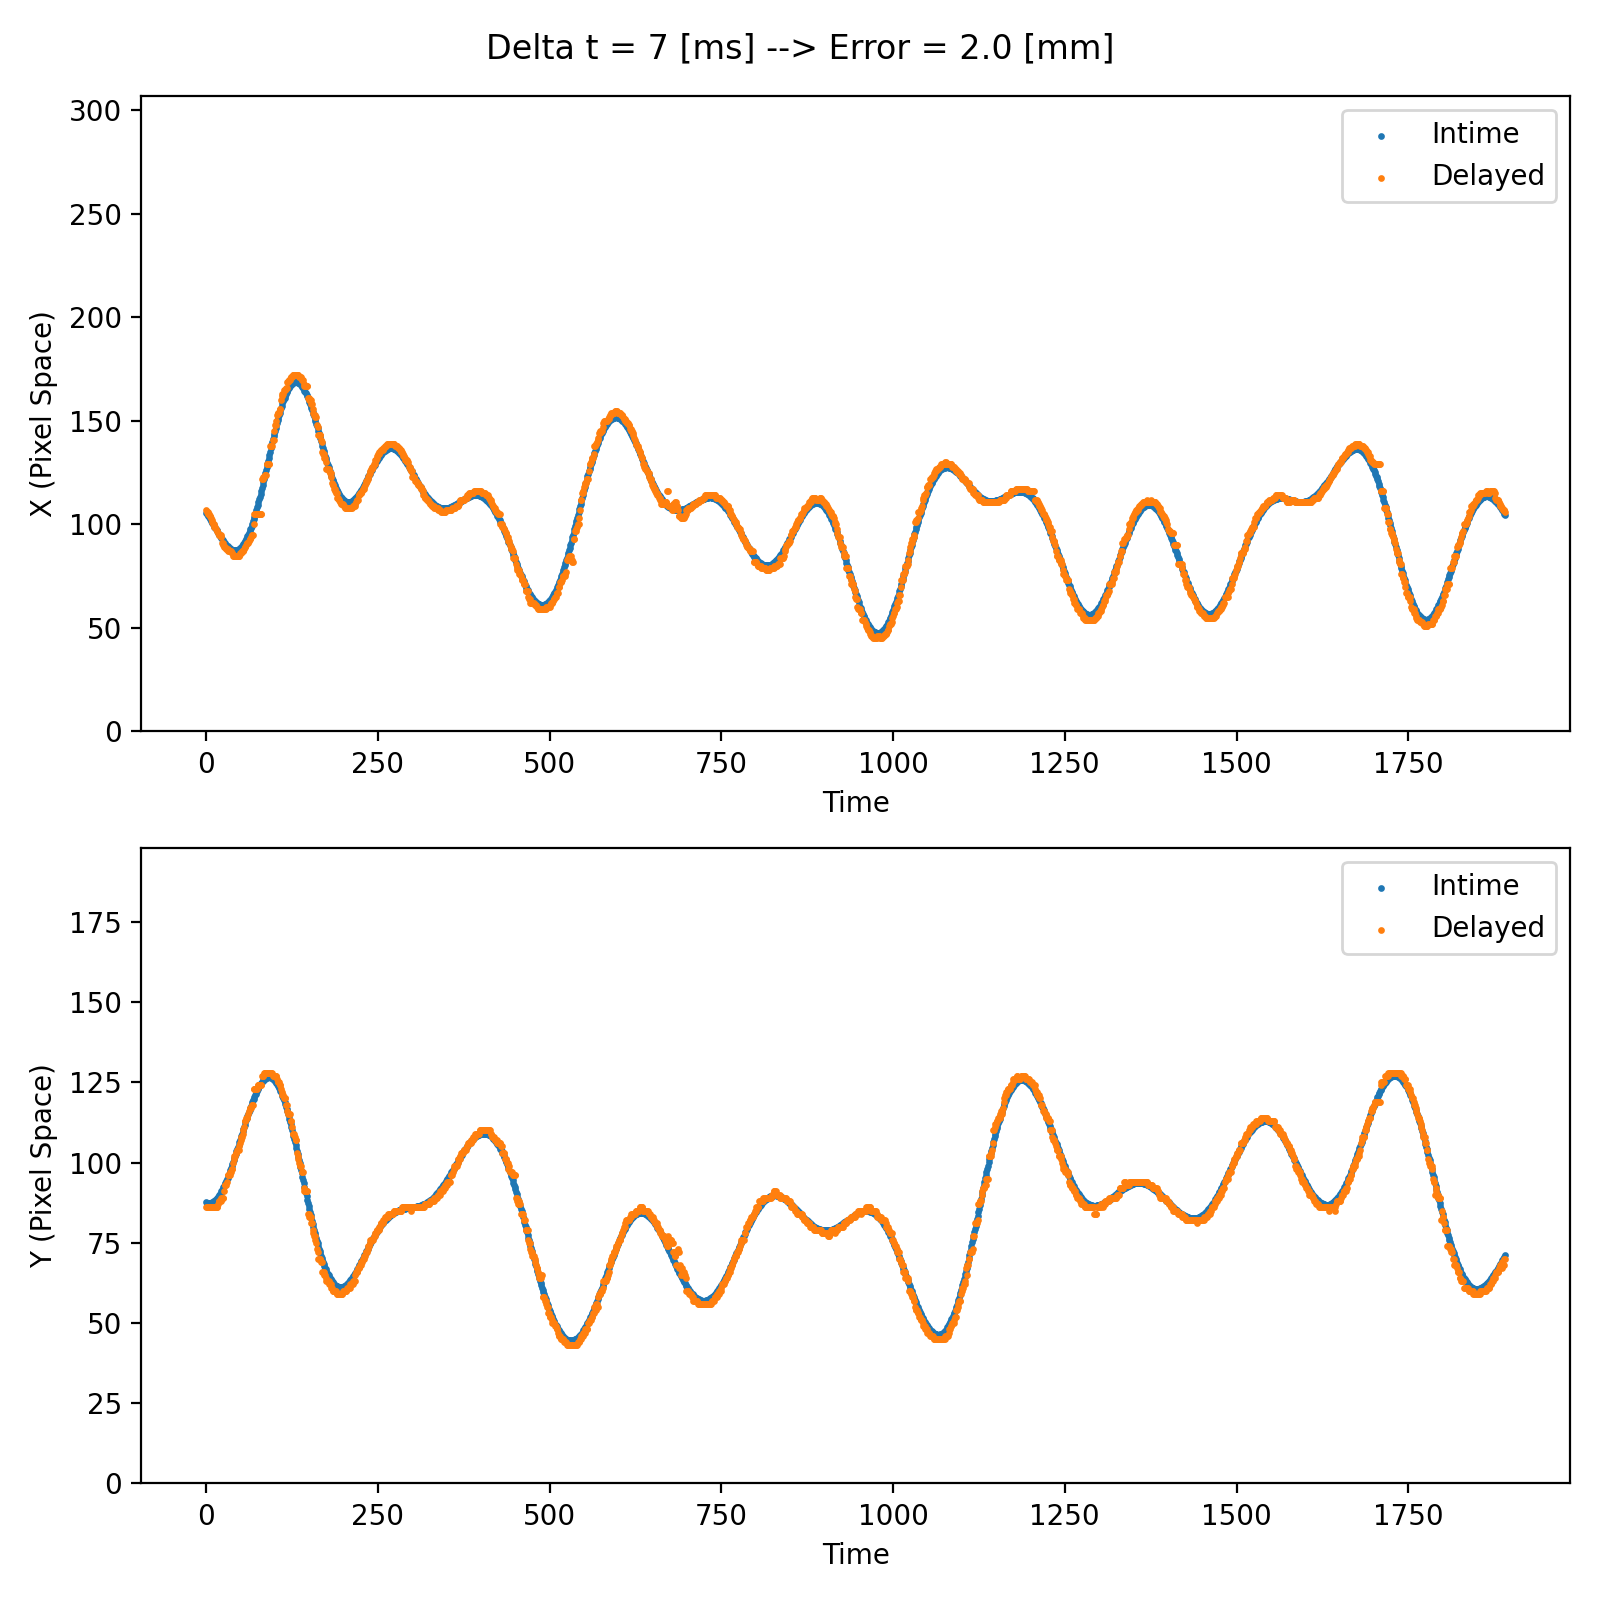 Delta t = 7 [ms] --> Error = 2.0 [mm]
300
250
200
150
100
50
0
X (Pixel Space)
Intime
Delayed
0 250 500 750 1000 1250 1500 1750
Time
175
150
125
100
75
50
25
0
Y (Pixel Space)
Intime
Delayed
0 250 500 750 1000 1250 1500 1750
Time